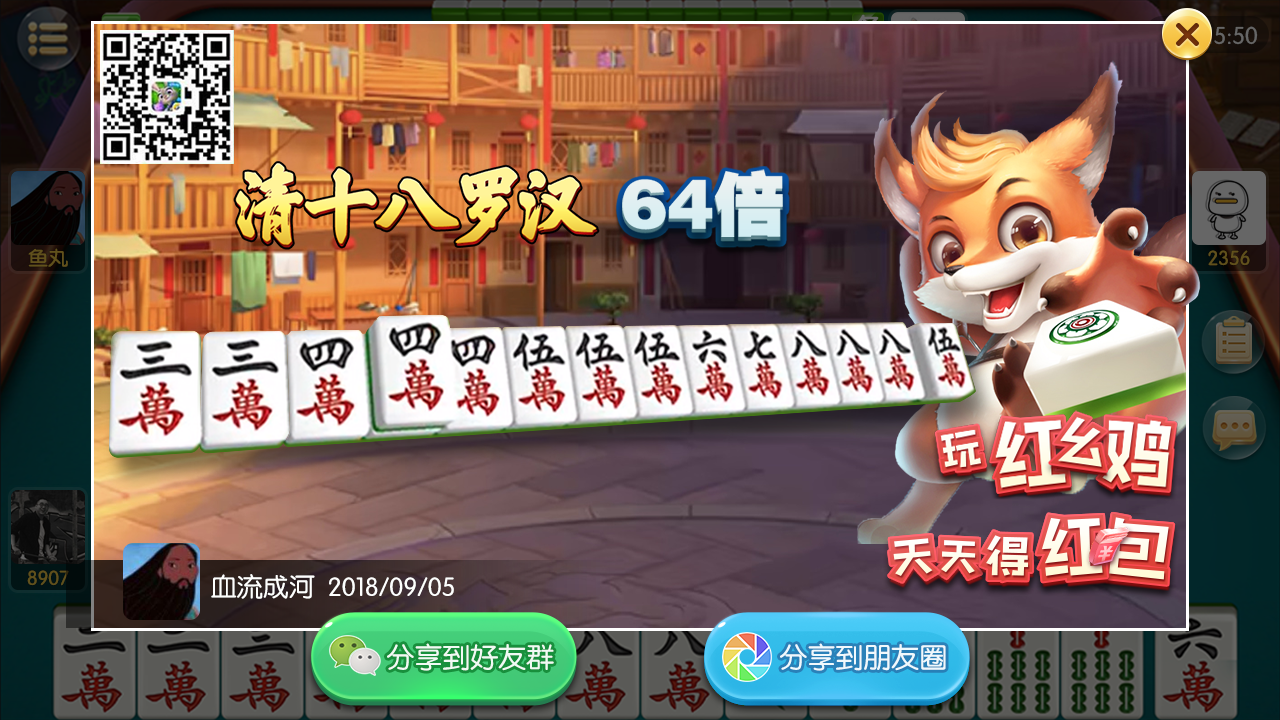 5:50
清十八罗汉 64倍
鱼丸
2356
三萬 三萬 四萬 四萬 四萬 伍萬 伍萬 伍萬 六萬 七萬 八萬 八萬 八萬 伍萬
玩红幺鸡
天天得红包
8907
血流成河 2018/09/05
分享到好友群
分享到朋友圈